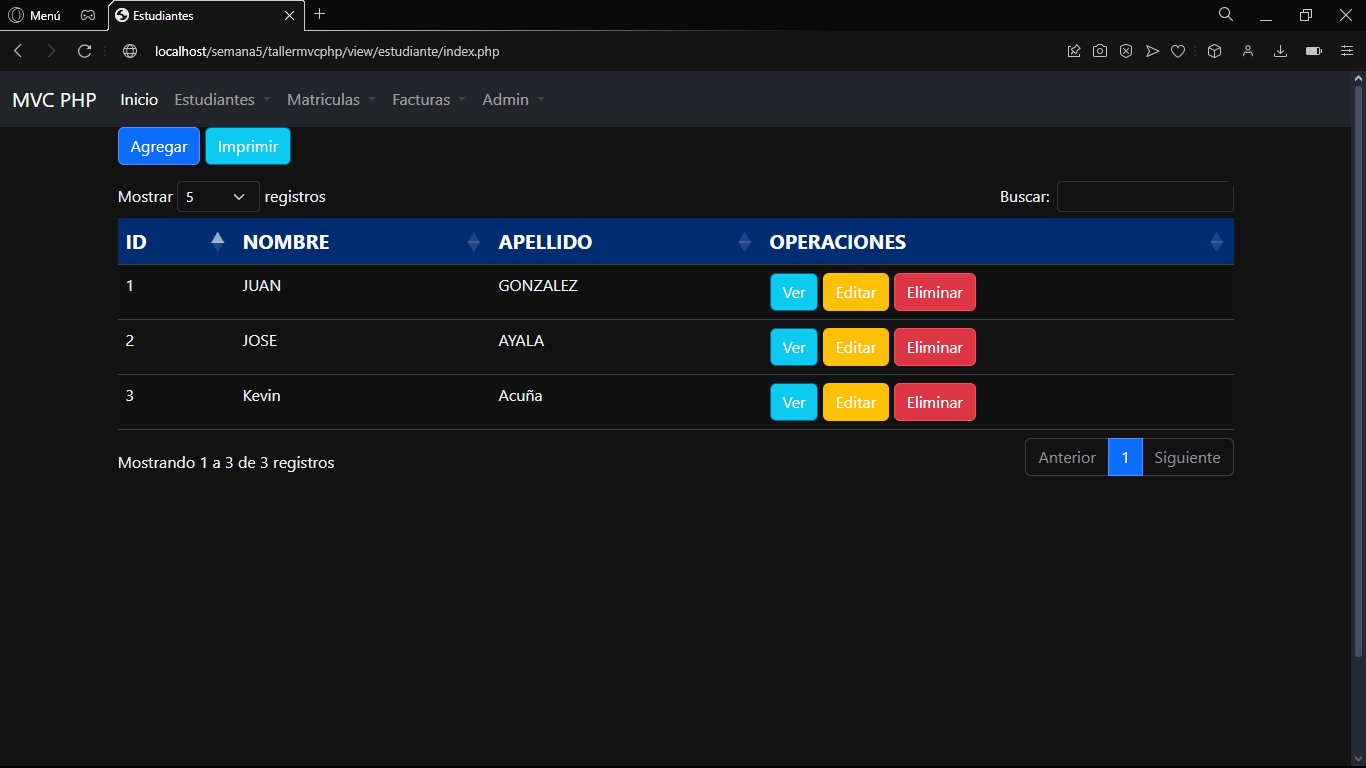 Menú
Estudiantes
localhost/semana5/tallermvcphp/view/estudiante/index.php
MVC PHP Inicio Estudiantes Matriculas Facturas Admin
Agregar Imprimir
Mostrar 5 registros Buscar:
ID NOMBRE APELLIDO OPERACIONES
1 JUAN GONZALEZ Ver Editar Eliminar
2 JOSE AYALA Ver Editar Eliminar
3 Kevin Acuña Ver Editar Eliminar
Mostrando 1 a 3 de 3 registros Anterior 1 Siguiente